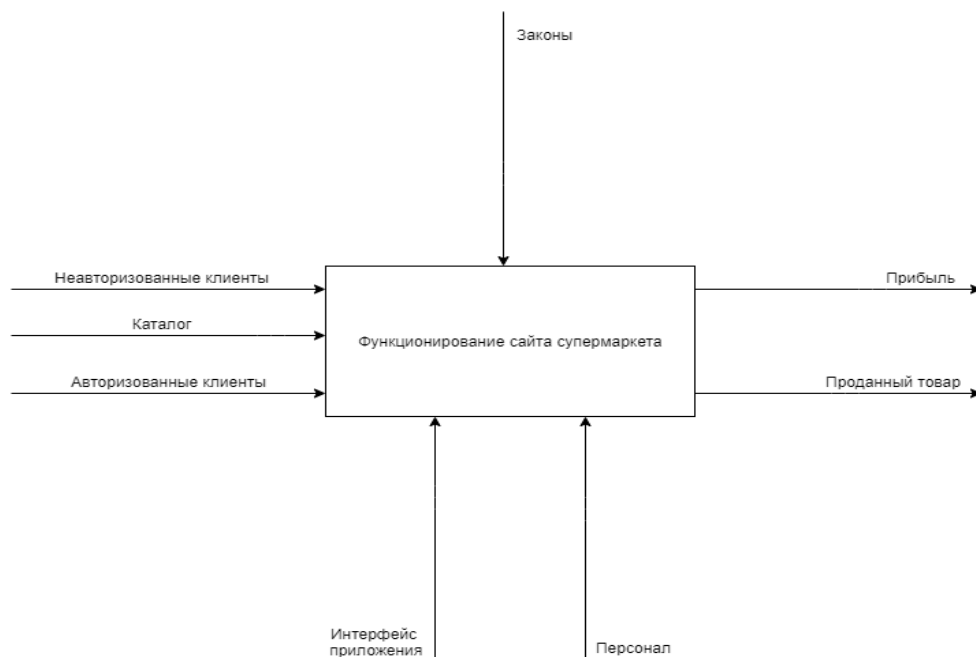 Законы
Неавторизованные клиенты
Прибыль
Каталог
Функционирование сайта супермаркета
Авторизованные клиенты
Проданный товар
Интерфейс
приложения
Персонал